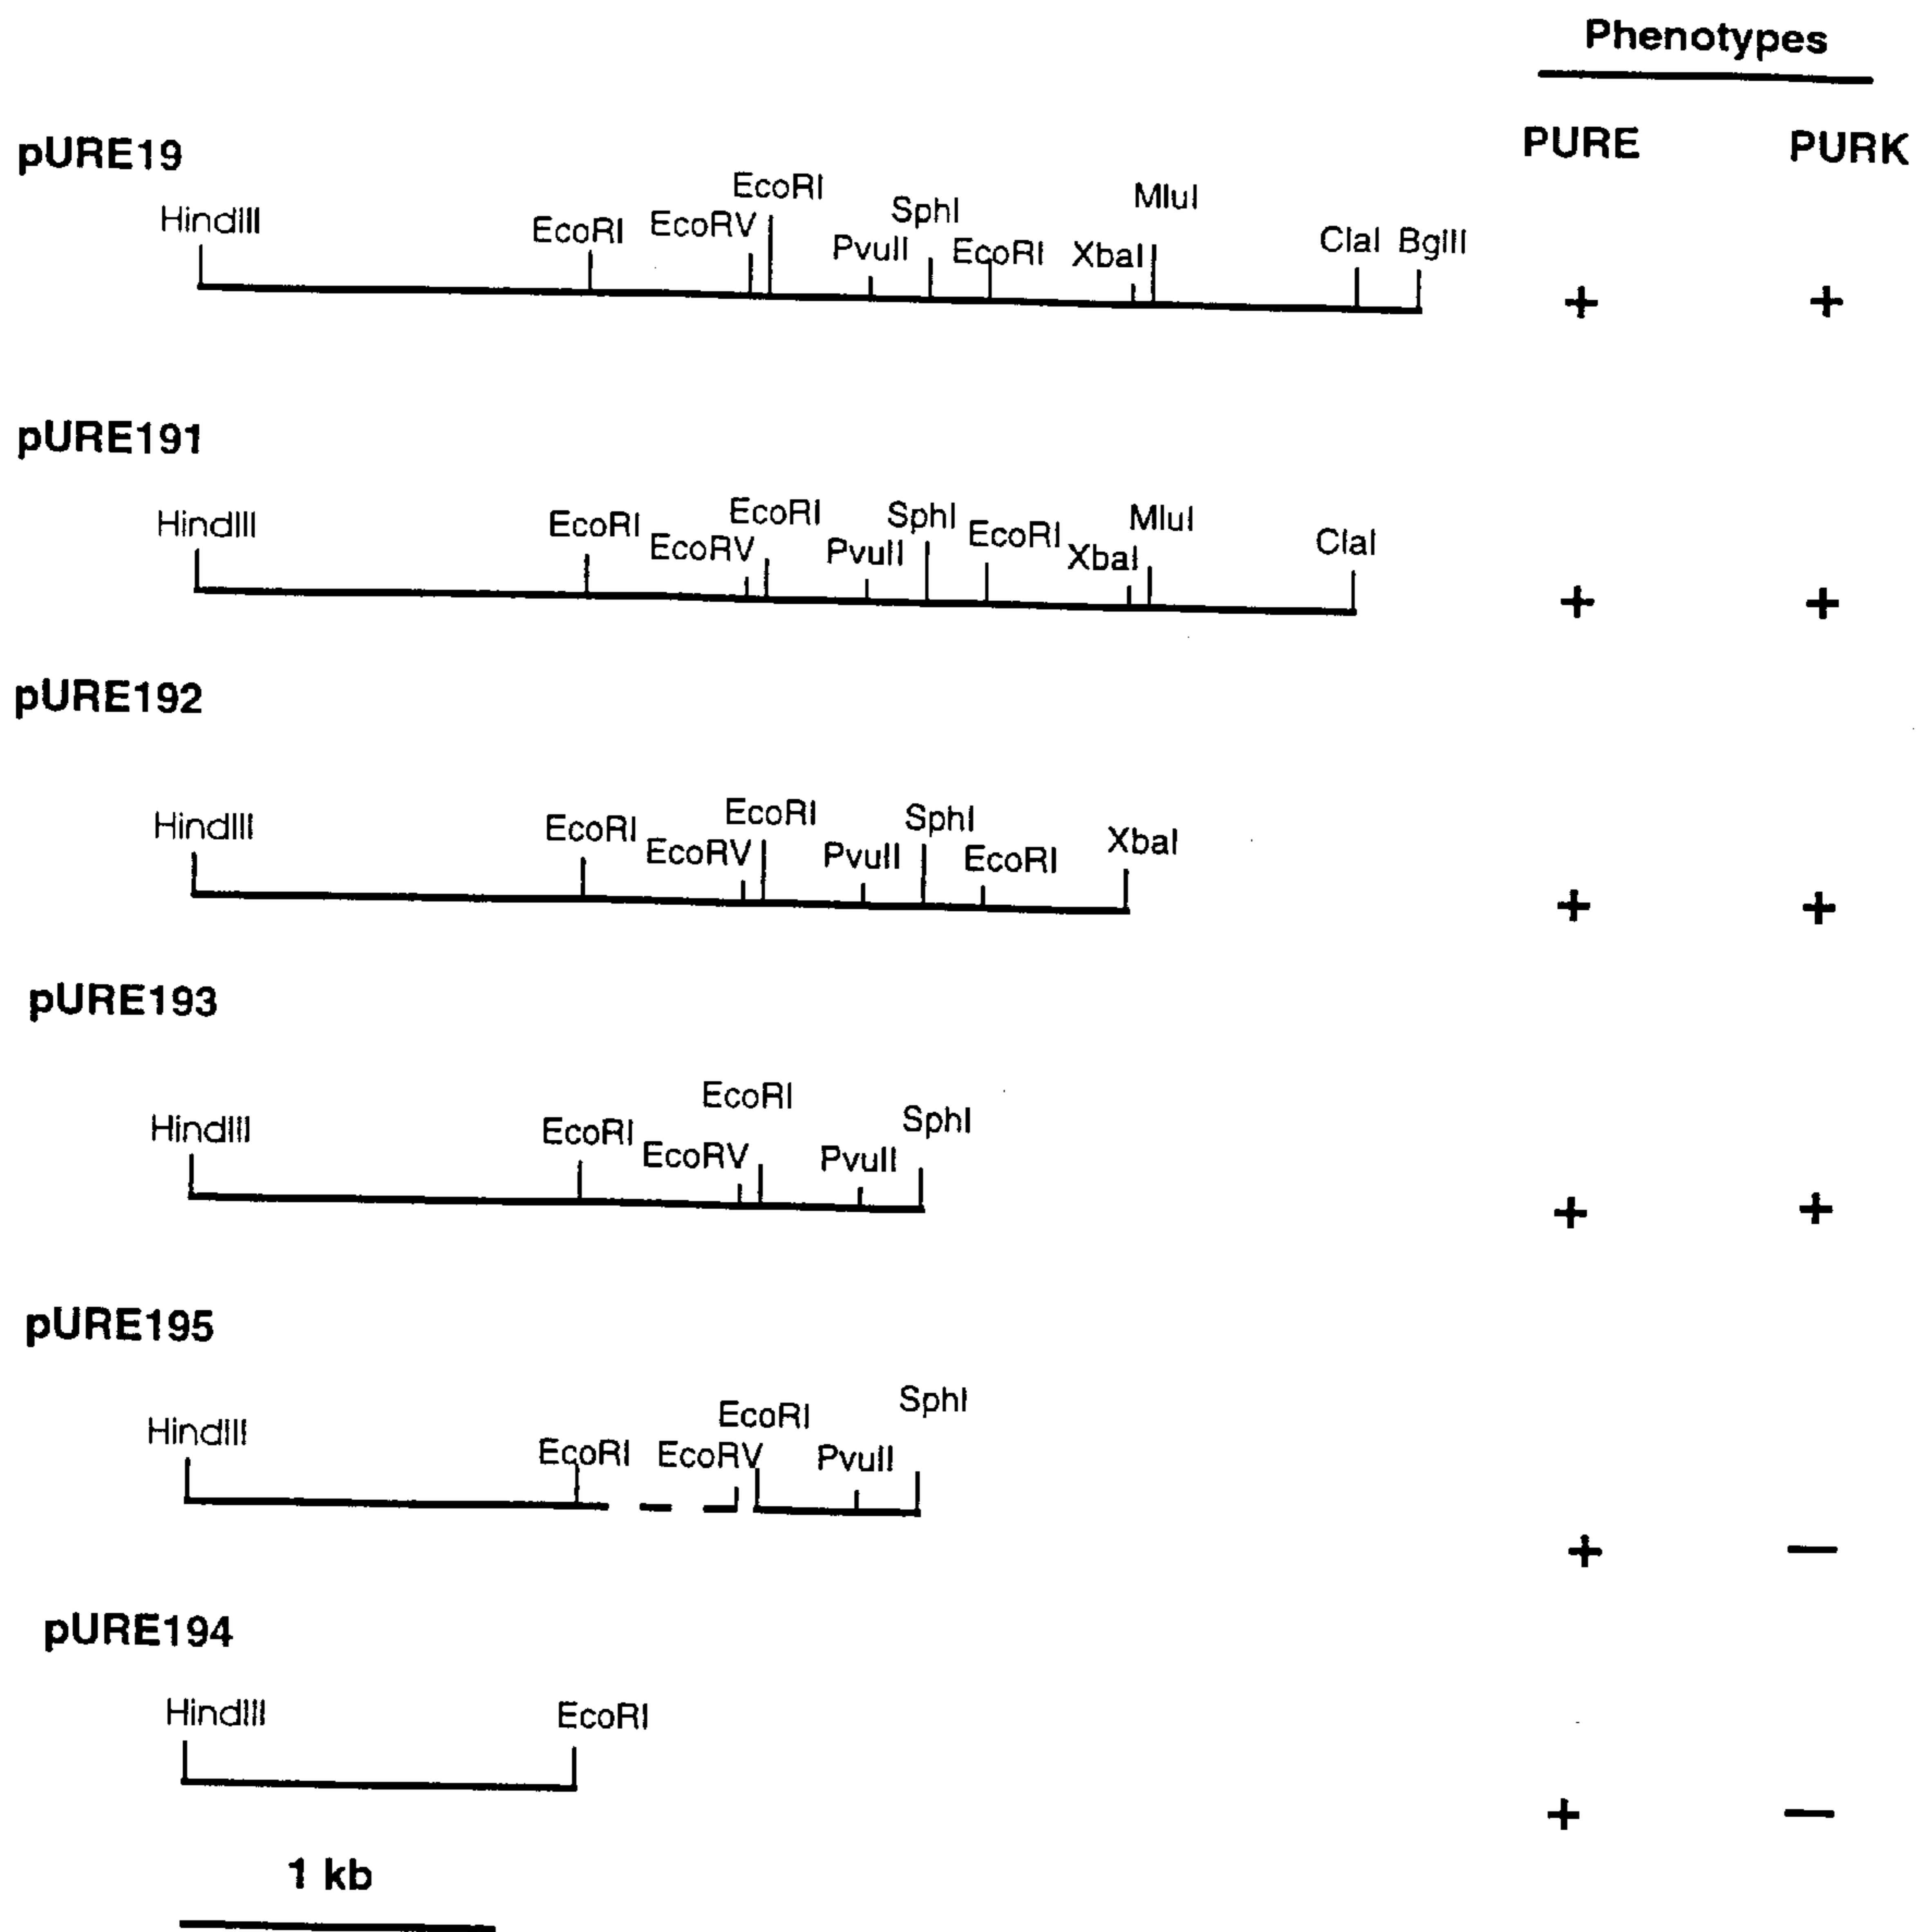 Phenotypes
PURE PURK
pURE19
HindIII EcoRI EcoRV EcoRI PvuII SphI EcoRI XbaI MluI ClaI BglII
+ +
pURE191
HindIII EcoRI EcoRV EcoRI PvuII SphI EcoRI XbaI MluI ClaI
+ +
pURE192
HindIII EcoRI EcoRV EcoRI PvuII SphI EcoRI XbaI
+ +
pURE193
HindIII EcoRI EcoRV EcoRI PvuII SphI
+ +
pURE195
HindIII EcoRI EcoRV EcoRI PvuII SphI
+ —
pURE194
HindIII EcoRI
+ —
1 kb